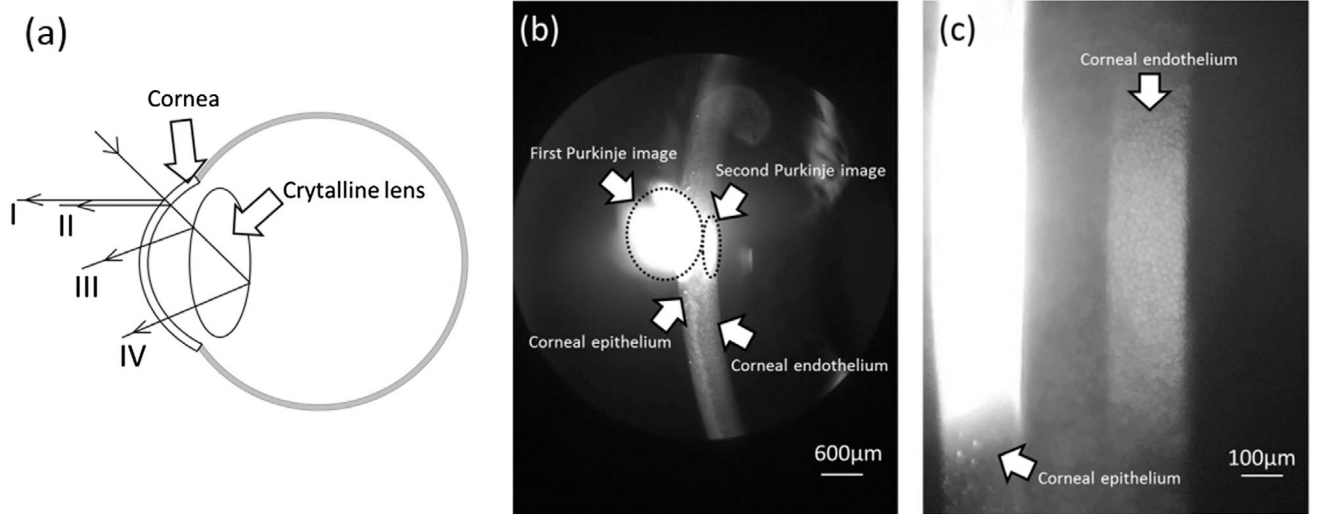 (a)
Cornea
Crytalline lens
I
II
III
IV
(b)
First Purkinje image
Second Purkinje image
Corneal epithelium
Corneal endothelium
600μm
(c)
Corneal endothelium
Corneal epithelium
100μm